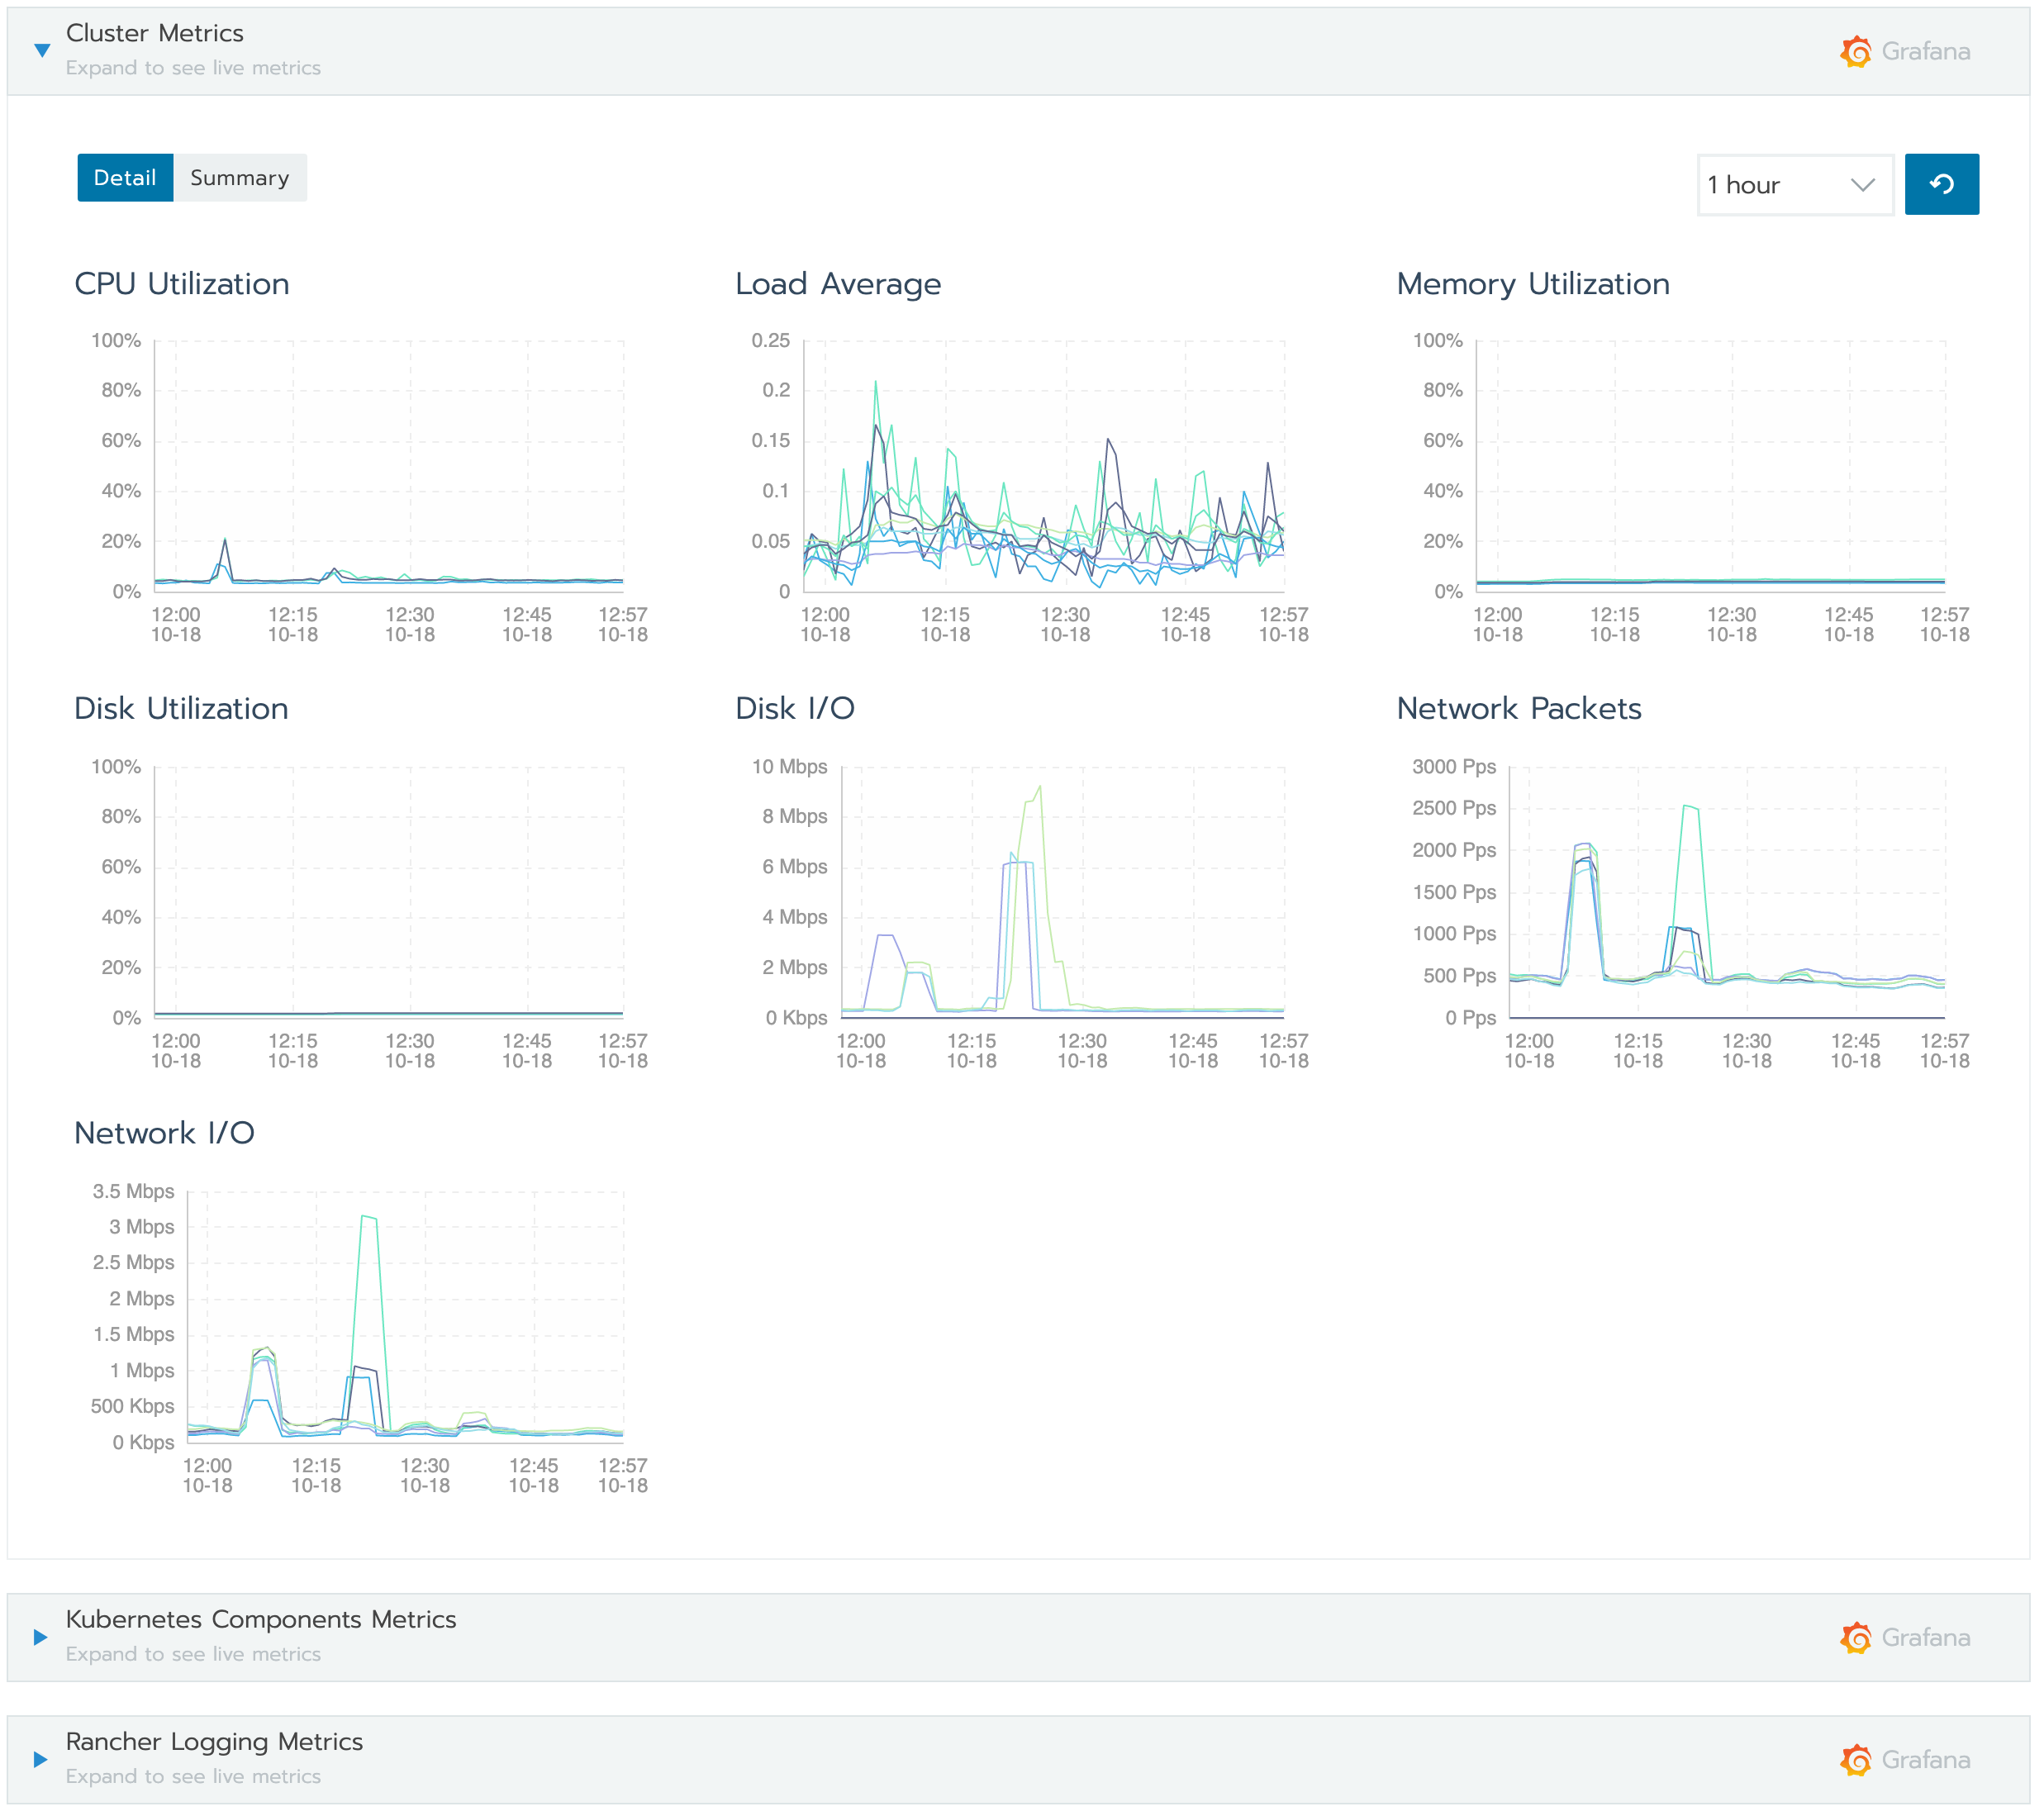 Cluster Metrics
Expand to see live metrics
Grafana
Detail
Summary
1 hour
CPU Utilization
100%
80%
60%
40%
20%
0%
12:00 12:15 12:30 12:45 12:57
10-18 10-18 10-18 10-18 10-18
Load Average
0.25
0.2
0.15
0.1
0.05
0
12:00 12:15 12:30 12:45 12:57
10-18 10-18 10-18 10-18 10-18
Memory Utilization
100%
80%
60%
40%
20%
0%
12:00 12:15 12:30 12:45 12:57
10-18 10-18 10-18 10-18 10-18
Disk Utilization
100%
80%
60%
40%
20%
0%
12:00 12:15 12:30 12:45 12:57
10-18 10-18 10-18 10-18 10-18
Disk I/O
10 Mbps
8 Mbps
6 Mbps
4 Mbps
2 Mbps
0 Kbps
12:00 12:15 12:30 12:45 12:57
10-18 10-18 10-18 10-18 10-18
Network Packets
3000 Pps
2500 Pps
2000 Pps
1500 Pps
1000 Pps
500 Pps
0 Pps
12:00 12:15 12:30 12:45 12:57
10-18 10-18 10-18 10-18 10-18
Network I/O
3.5 Mbps
3 Mbps
2.5 Mbps
2 Mbps
1.5 Mbps
1 Mbps
500 Kbps
0 Kbps
12:00 12:15 12:30 12:45 12:57
10-18 10-18 10-18 10-18 10-18
Kubernetes Components Metrics
Expand to see live metrics
Grafana
Rancher Logging Metrics
Expand to see live metrics
Grafana